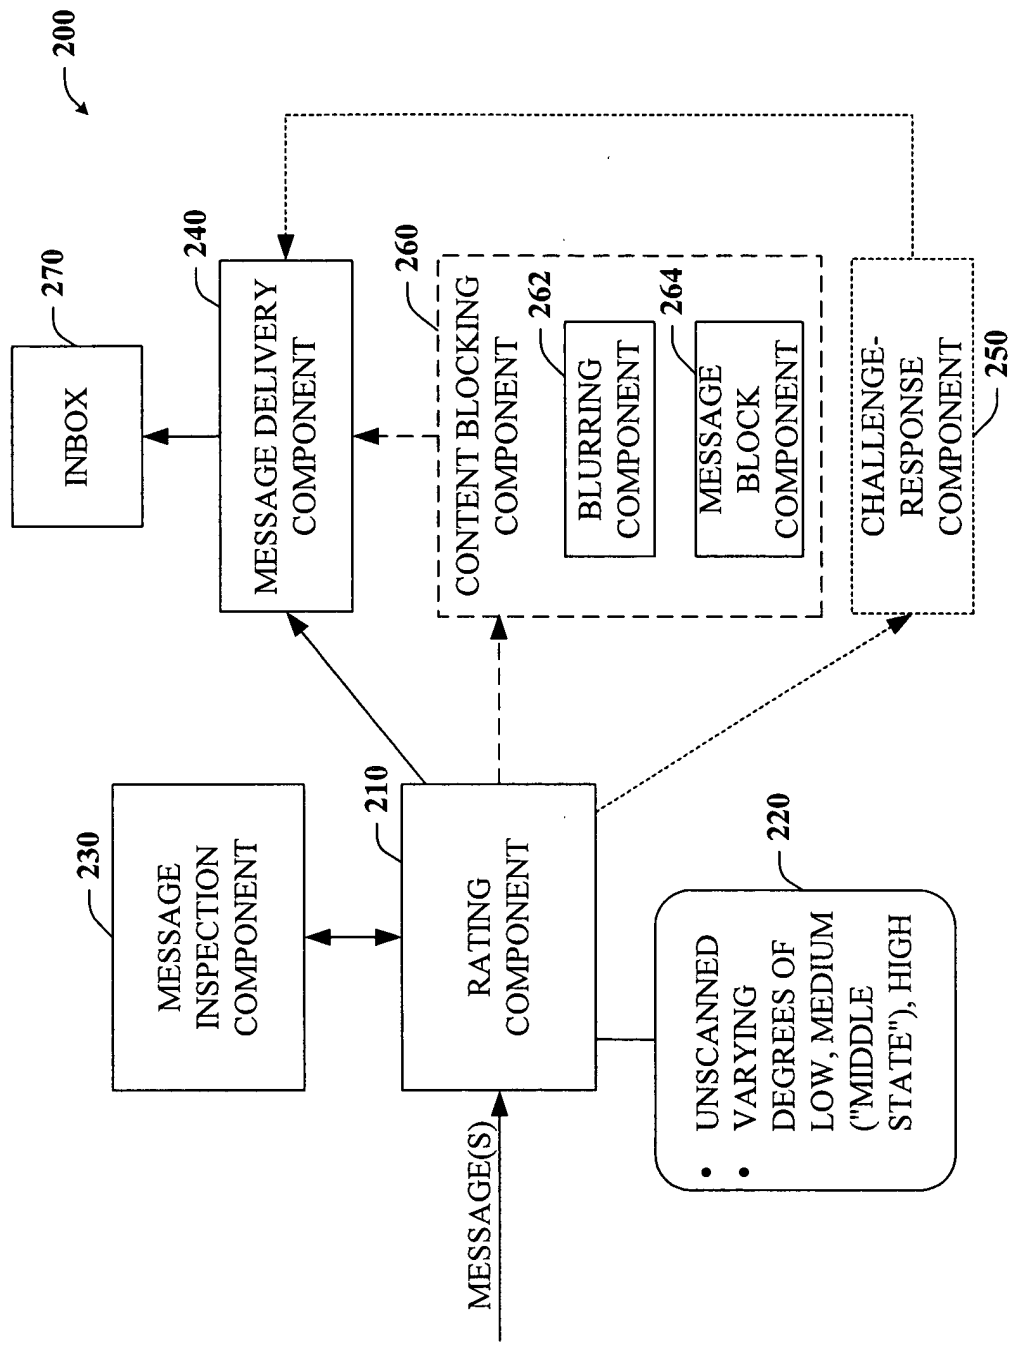 200
MESSAGE(S)
230
MESSAGE
INSPECTION
COMPONENT
210
RATING
COMPONENT
220
• UNSCANNED
• VARYING
DEGREES OF
LOW, MEDIUM
("MIDDLE
STATE"), HIGH
270
INBOX
240
MESSAGE DELIVERY
COMPONENT
260
CONTENT BLOCKING
COMPONENT
262
BLURRING
COMPONENT
264
MESSAGE
BLOCK
COMPONENT
CHALLENGE-
RESPONSE
COMPONENT
250